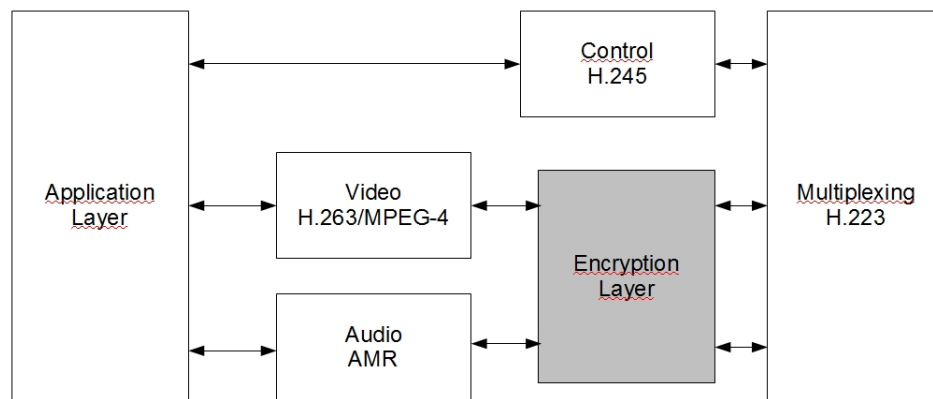 Control
H.245
Application
Layer
Video
H.263/MPEG-4
Multiplexing
H.223
Encryption
Layer
Audio
AMR